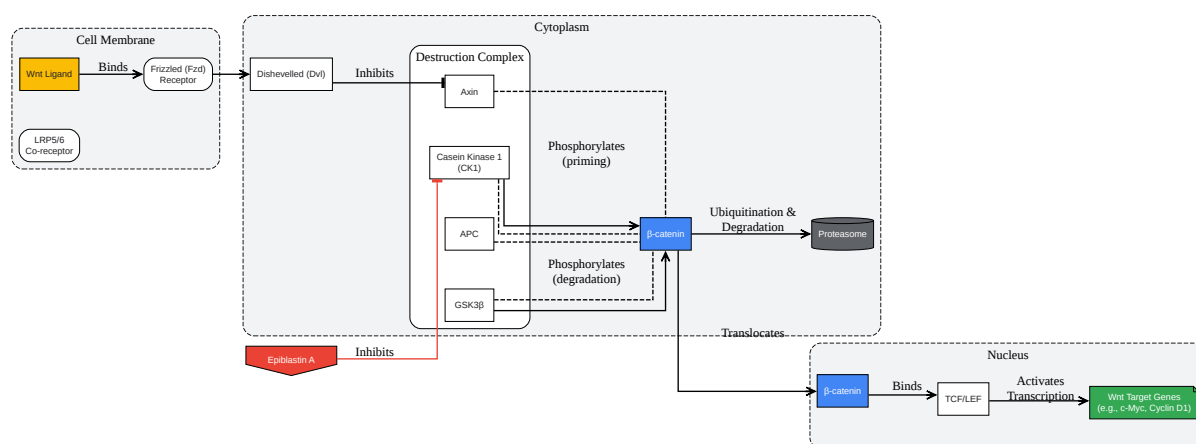 Cell Membrane
Wnt Ligand
Binds
Frizzled (Fzd)
Receptor
LRP5/6
Co-receptor
Cytoplasm
Dishevelled (Dvl)
Inhibits
Destruction Complex
Axin
Casein Kinase 1
(CK1)
APC
GSK3β
Phosphorylates
(priming)
Phosphorylates
(degradation)
β-catenin
Ubiquitination &
Degradation
Proteasome
Epiblastin A
Inhibits
Translocates
Nucleus
β-catenin
Binds
TCF/LEF
Activates
Transcription
Wnt Target Genes
(e.g., c-Myc, Cyclin D1)